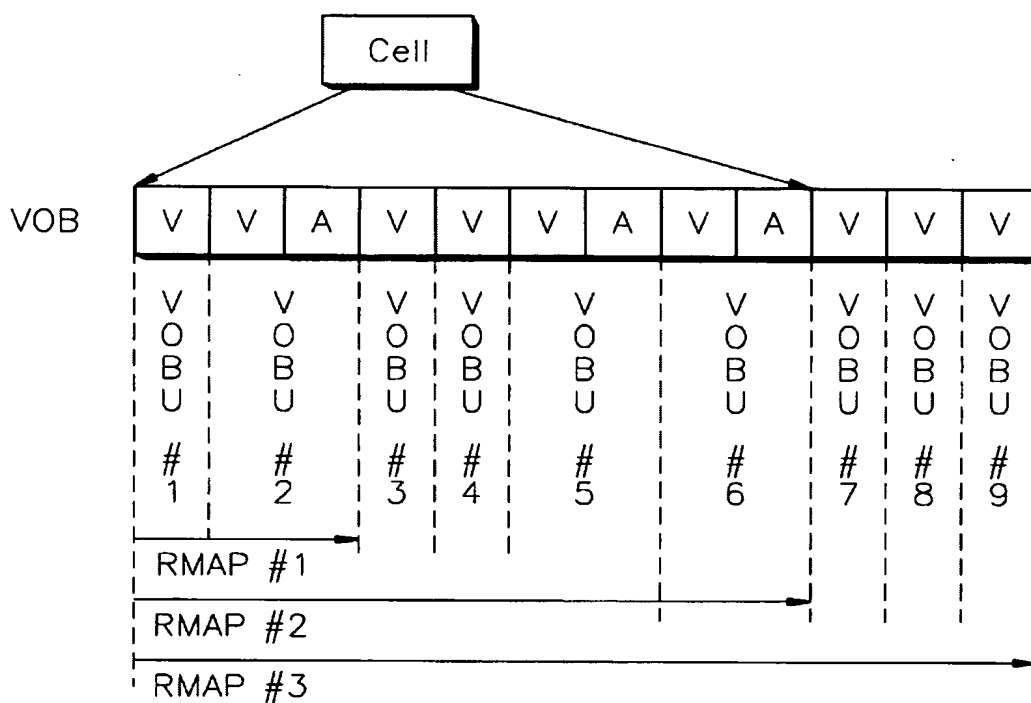 Cell
VOB V V A V V V A V A V V V
VOBU #1 VOBU #2 VOBU #3 VOBU #4 VOBU #5 VOBU #6 VOBU #7 VOBU #8 VOBU #9
RMAP #1
RMAP #2
RMAP #3